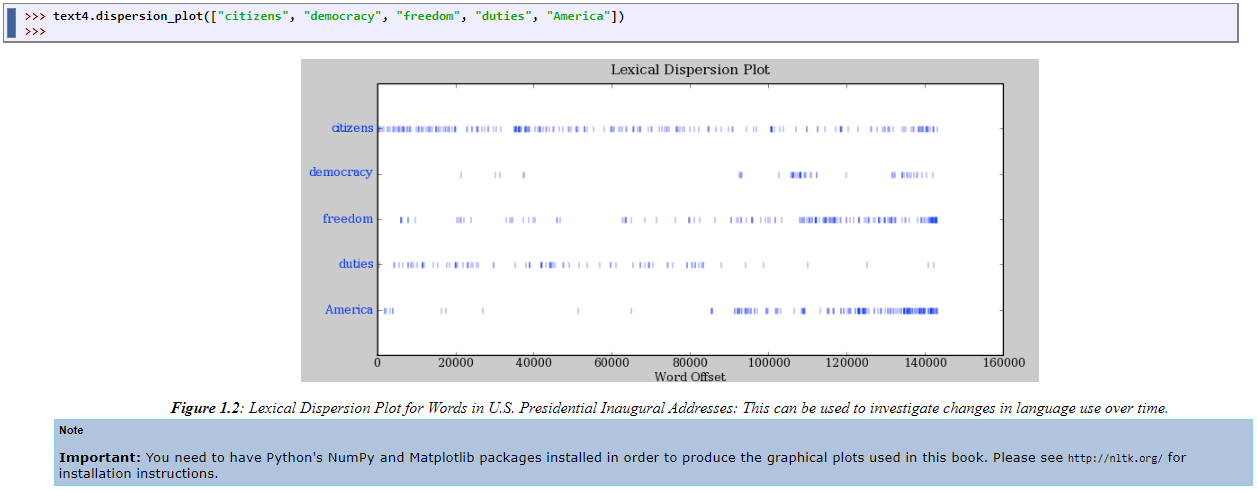 >>> text4.dispersion_plot(["citizens", "democracy", "freedom", "duties", "America"])
>>>
Lexical Dispersion Plot
citizens
democracy
freedom
duties
America
0 20000 40000 60000 80000 100000 120000 140000 160000
Word Offset
Figure 1.2: Lexical Dispersion Plot for Words in U.S. Presidential Inaugural Addresses: This can be used to investigate changes in language use over time.
Note
Important: You need to have Python's NumPy and Matplotlib packages installed in order to produce the graphical plots used in this book. Please see http://nltk.org/ for
installation instructions.